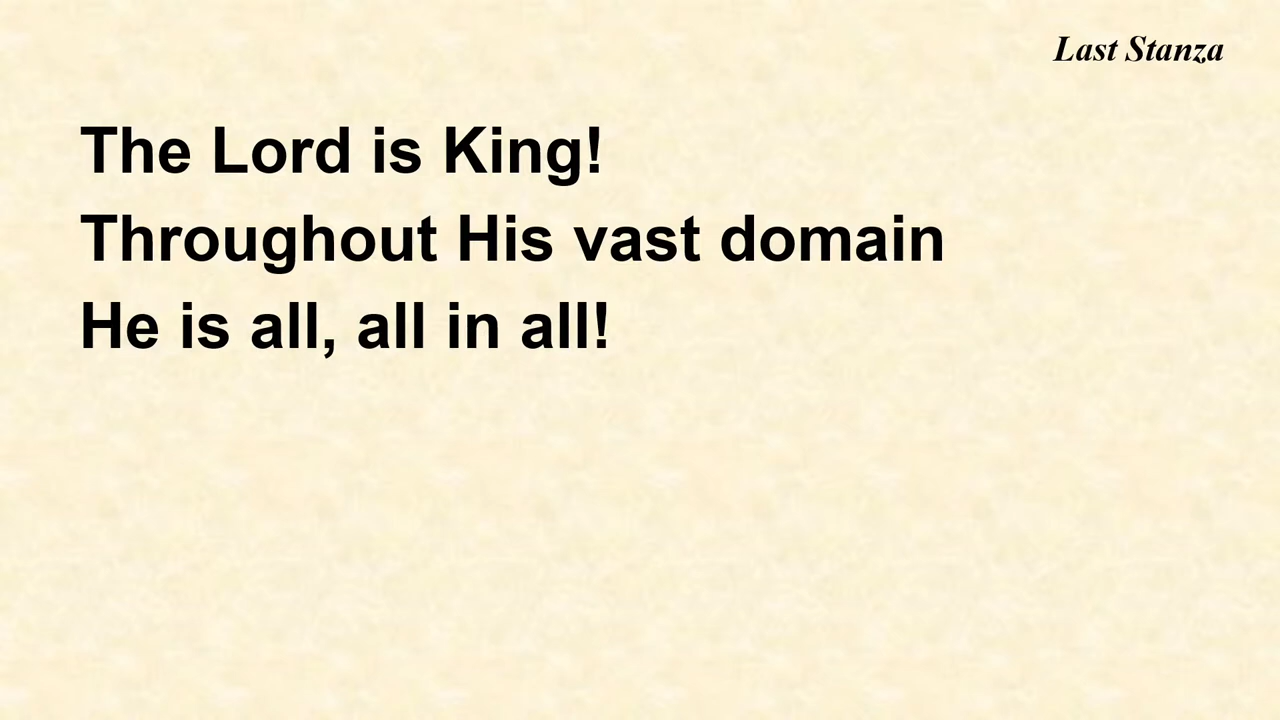 Last Stanza
The Lord is King!
Throughout His vast domain
He is all, all in all!